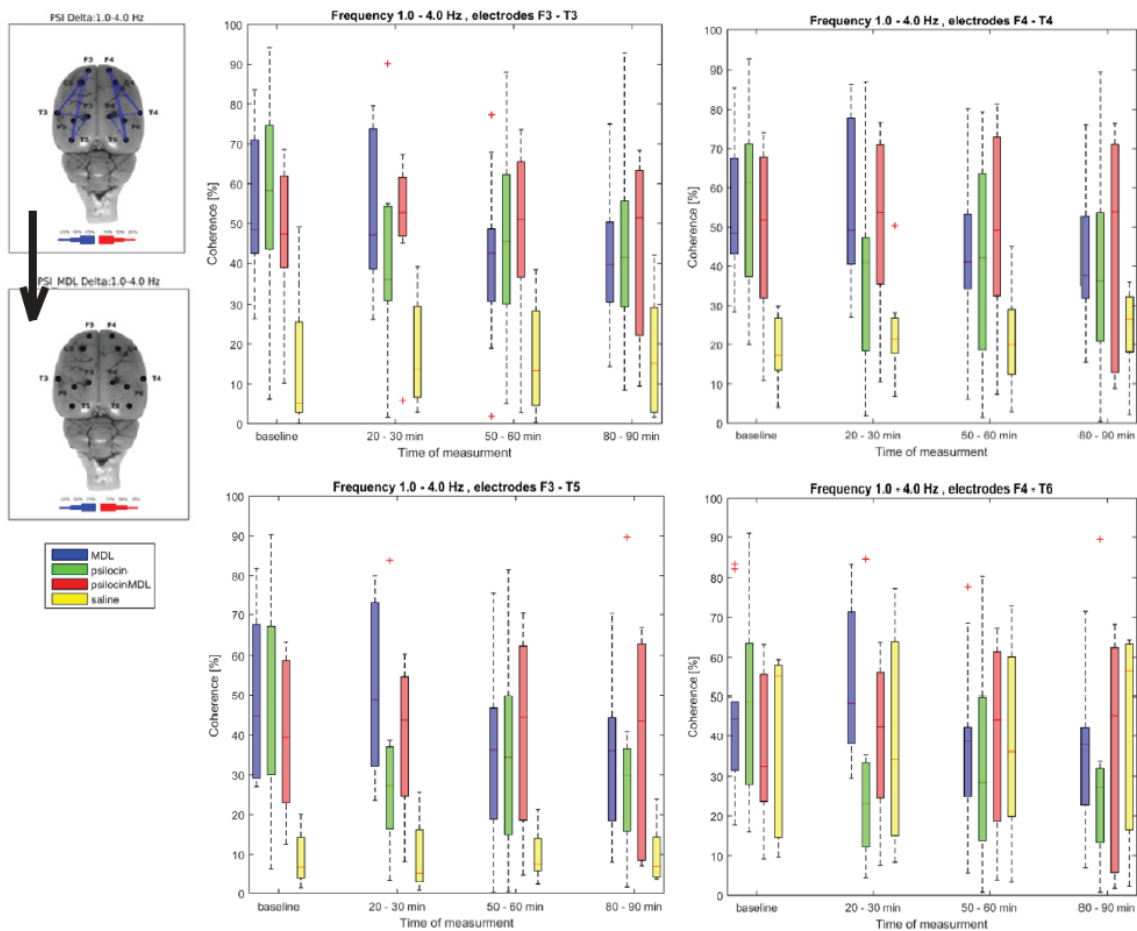 PSI Delta:1.0-4.0 Hz
F3 F4
C3 C4
T3 P3 T4
P5 P6
T5 T6
PSI_MDL Delta:1.0-4.0 Hz
F3 F4
C3
T3 T4
P5 P6
T5 T6
MDL
psilocin
psilocinMDL
saline
Frequency 1.0 - 4.0 Hz , electrodes F3 - T3
Coherence [%]
100
90
80
70
60
50
40
30
20
10
0
baseline 20 - 30 min 50 - 60 min 80 - 90 min
Time of measurment
Frequency 1.0 - 4.0 Hz , electrodes F4 - T4
Coherence [%]
100
90
80
70
60
50
40
30
20
10
0
baseline 20 - 30 min 50 - 60 min 80 - 90 min
Time of measurment
Frequency 1.0 - 4.0 Hz , electrodes F3 - T5
Coherence [%]
100
90
80
70
60
50
40
30
20
10
0
baseline 20 - 30 min 50 - 60 min 80 - 90 min
Time of measurment
Frequency 1.0 - 4.0 Hz , electrodes F4 - T6
Coherence [%]
100
90
80
70
60
50
40
30
20
10
0
baseline 20 - 30 min 50 - 60 min 80 - 90 min
Time of measurment